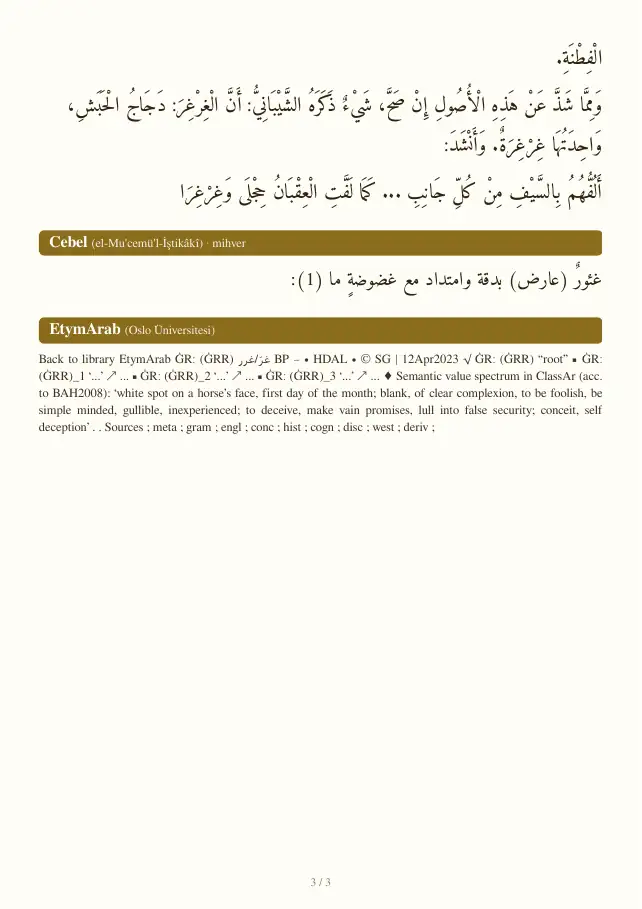 الْفِطْنَةِ.
وَمِمَّا شَذَّ عَنْ هَذِهِ الْأُصُولِ إِنْ صَحَّ، شَيْءٌ ذَكَرَهُ الشَّيْبَانِيُّ: أَنَّ الْغِرْغِرَ: دَجَاجُ الْحَبَشِ،
وَاحِدَتُهَا غِرْغِرَةٌ. وَأَنْشَدَ:
أَلُفُّهُمُ بِالسَّيْفِ مِنْ كُلِّ جَانِبِ ... كَمَا لَفَّتِ الْعِقْبَانُ حِجْلَى وَغِرْغِرَا
Cebel (el-Mu'cemü'l-İştikâkî) · mihver
غئورٌ (عارض) بدقة وامتداد مع غضوضةٍ ما (1):
EtymArab (Oslo Üniversitesi)
Back to library EtymArab ĠR: (ĠRR) غرّ/غرر BP – • HDAL • © SG | 12Apr2023 √ ĠR: (ĠRR) “root” ▪ ĠR:
(ĠRR)_1 ‘...’ ↗ ... ▪ ĠR: (ĠRR)_2 ‘...’ ↗ ... ▪ ĠR: (ĠRR)_3 ‘...’ ↗ ... ♦ Semantic value spectrum in ClassAr (acc.
to BAH2008): ‘white spot on a horse’s face, first day of the month; blank, of clear complexion, to be foolish, be
simple minded, gullible, inexperienced; to deceive, make vain promises, lull into false security; conceit, self
deception’ . . Sources ; meta ; gram ; engl ; conc ; hist ; cogn ; disc ; west ; deriv ;
3 / 3